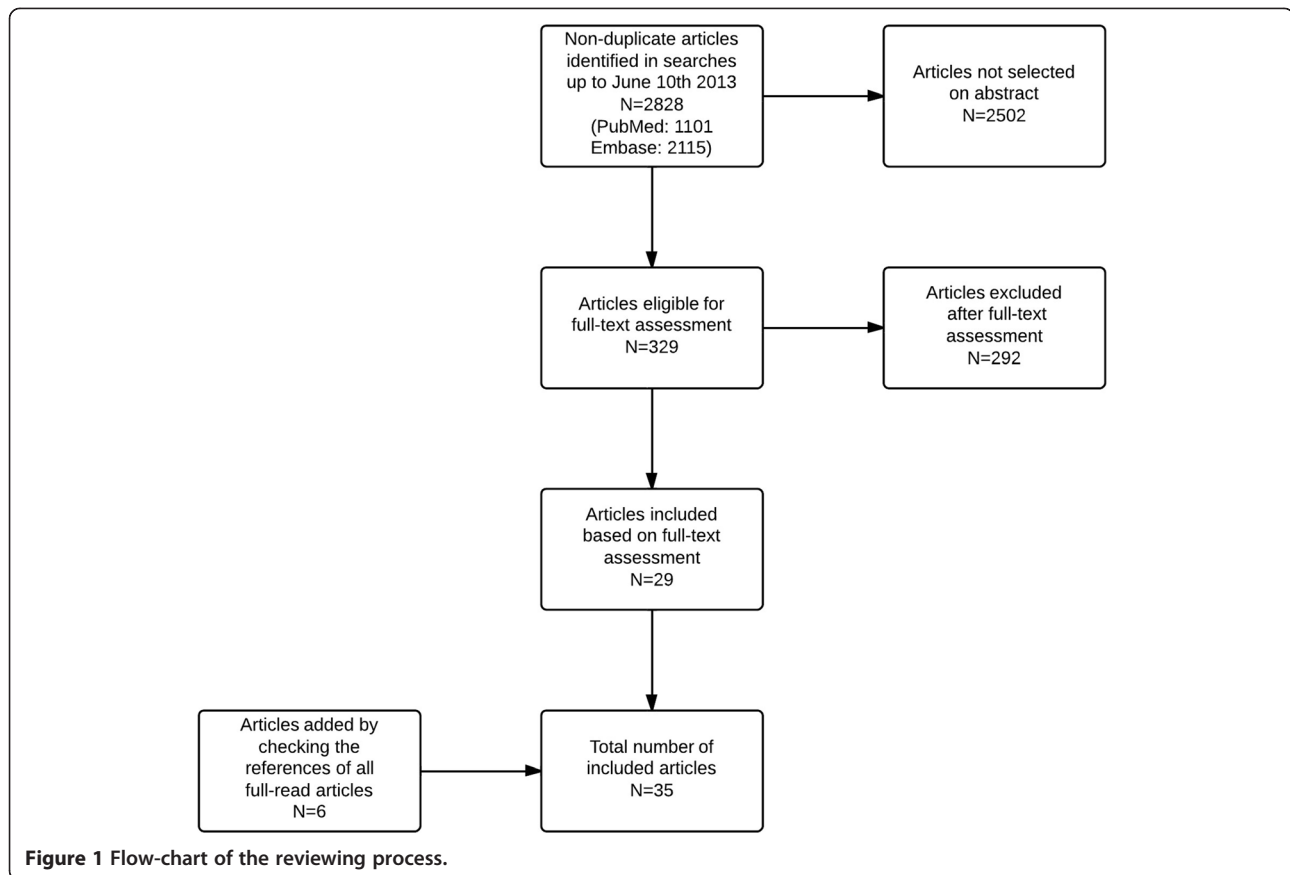 Non-duplicate articles
identified in searches
up to June 10th 2013
N=2828
(PubMed: 1101
Embase: 2115)
Articles not selected
on abstract
N=2502
Articles eligible for
full-text assessment
N=329
Articles excluded
after full-text
assessment
N=292
Articles included
based on full-text
assessment
N=29
Articles added by
checking the
references of all
full-read articles
N=6
Total number of
included articles
N=35
Figure 1 Flow-chart of the reviewing process.